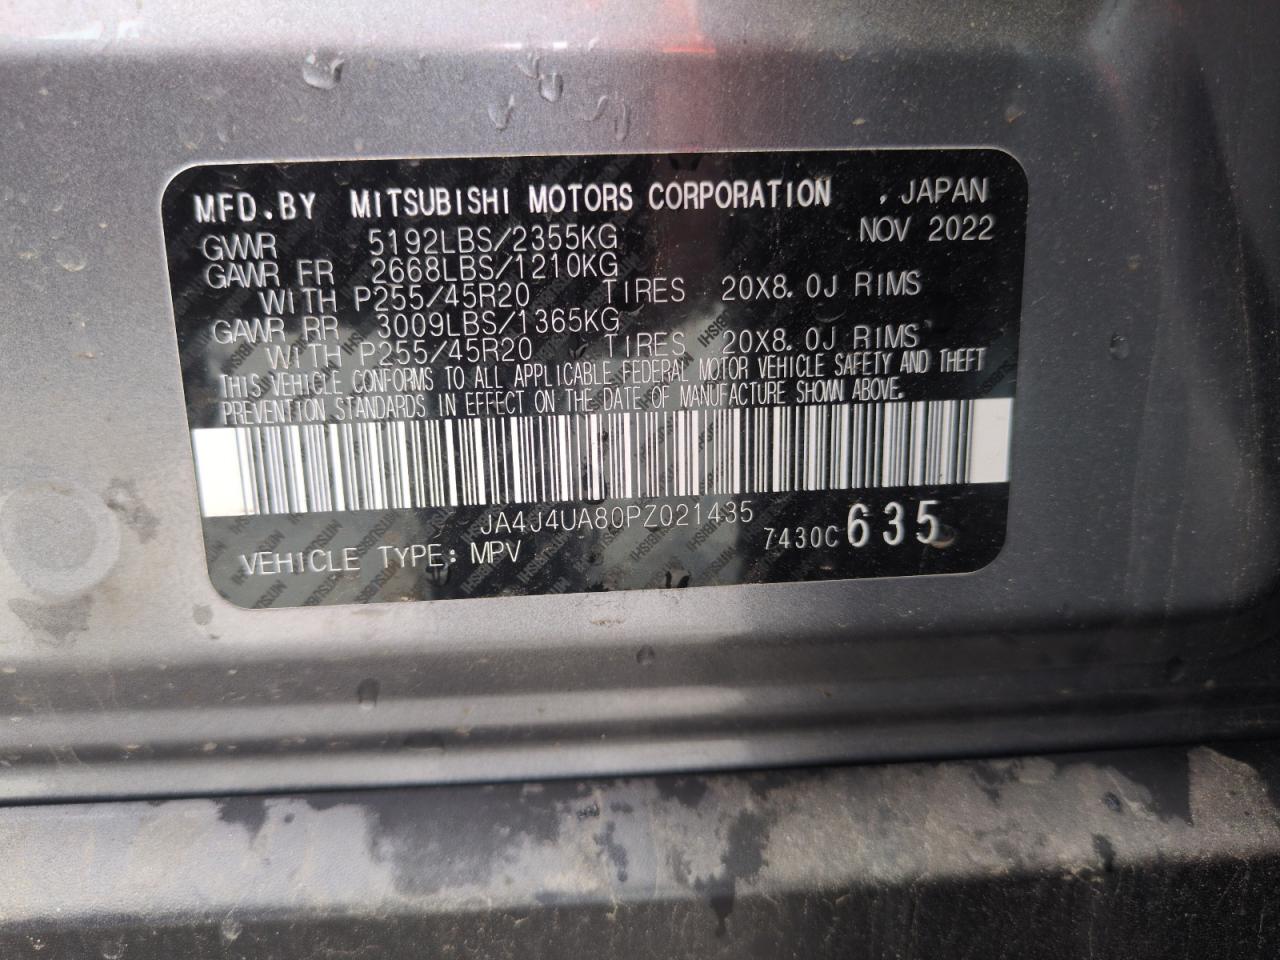 MFD.BY MITSUBISHI MOTORS CORPORATION , JAPAN
GVWR 5192LBS/2355KG NOV 2022
GAWR FR 2668LBS/1210KG
WITH P255/45R20 TIRES 20X8.0J RIMS
GAWR RR 3009LBS/1365KG
WITH P255/45R20 TIRES 20X8.0J RIMS
THIS VEHICLE CONFORMS TO ALL APPLICABLE FEDERAL MOTOR VEHICLE SAFETY AND THEFT
PREVENTION STANDARDS IN EFFECT ON THE DATE OF MANUFACTURE SHOWN ABOVE.
JA4J4UA80PZ021435
7430C 635
VEHICLE TYPE: MPV